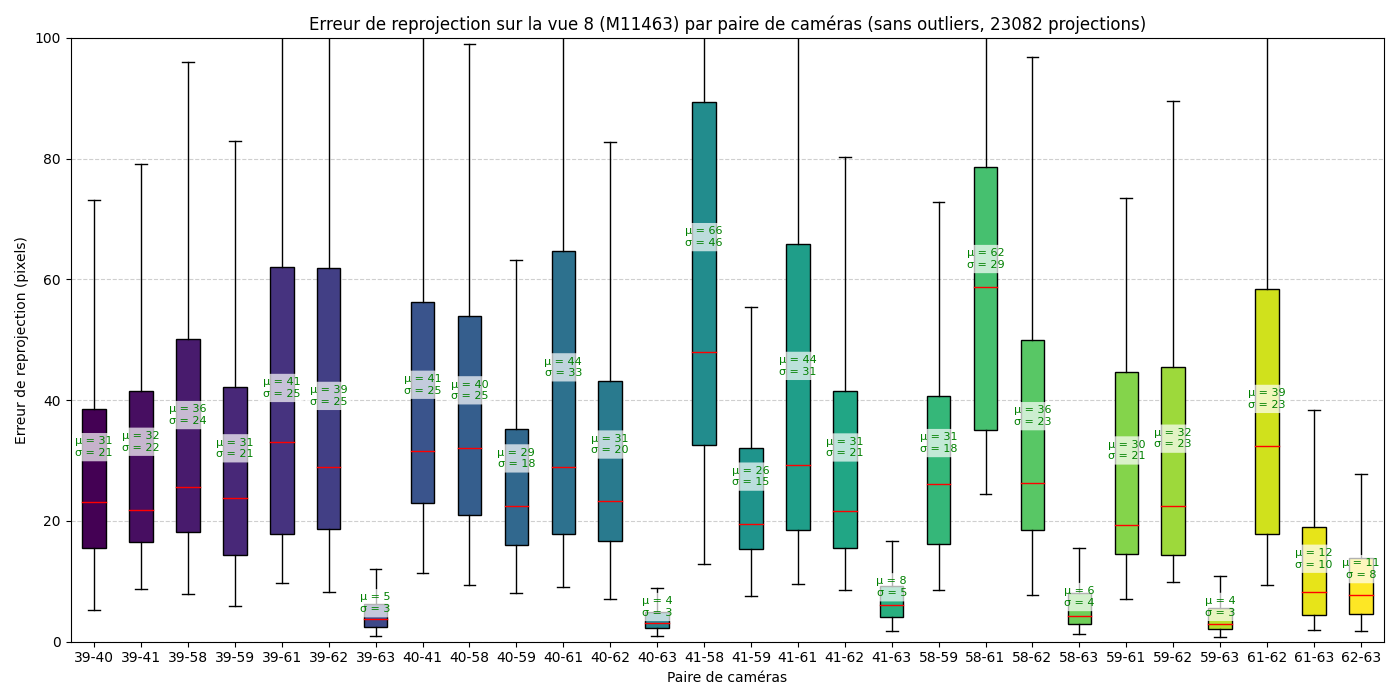 Erreur de reprojection sur la vue 8 (M11463) par paire de caméras (sans outliers, 23082 projections)
Erreur de reprojection (pixels)
100
80
60
40
20
0
μ = 31
σ = 21
μ = 32
σ = 22
μ = 36
σ = 24
μ = 31
σ = 21
μ = 41
σ = 25
μ = 39
σ = 25
μ = 5
σ = 3
μ = 41
σ = 25
μ = 40
σ = 25
μ = 29
σ = 18
μ = 44
σ = 33
μ = 31
σ = 20
μ = 4
σ = 3
μ = 66
σ = 46
μ = 26
σ = 15
μ = 44
σ = 31
μ = 31
σ = 21
μ = 8
σ = 5
μ = 31
σ = 18
μ = 62
σ = 29
μ = 36
σ = 23
μ = 6
σ = 4
μ = 30
σ = 21
μ = 32
σ = 23
μ = 4
σ = 3
μ = 39
σ = 23
μ = 12
σ = 10
μ = 11
σ = 8
39-40 39-41 39-58 39-59 39-61 39-62 39-63 40-41 40-58 40-59 40-61 40-62 40-63 41-58 41-59 41-61 41-62 41-63 58-59 58-61 58-62 58-63 59-61 59-62 59-63 61-62 61-63 62-63
Paire de caméras